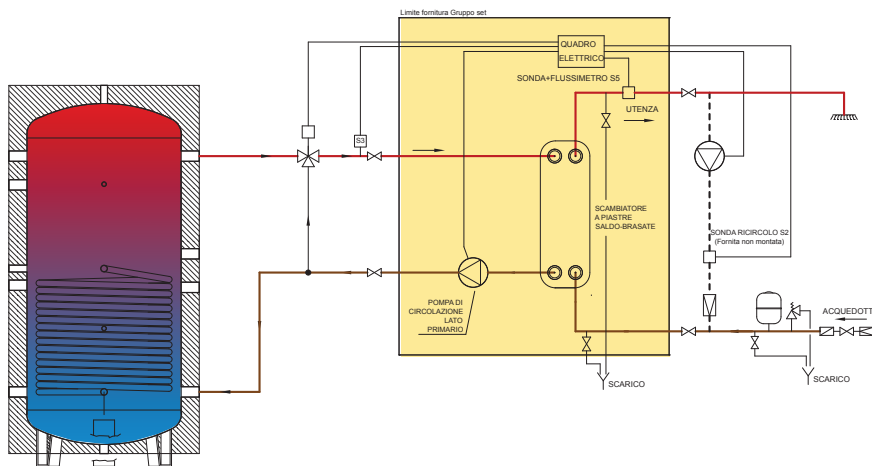 Limite fornitura Gruppo set
QUADRO
ELETTRICO
SONDA+FLUSSIMETRO S5
UTENZA
S3
SCAMBIATORE
A PIASTRE
SALDO-BRASATE
SONDA RICIRCOLO S2
(Fornita non montata)
POMPA DI
CIRCOLAZIONE
LATO
PRIMARIO
ACQUEDOTT
SCARICO
SCARICO